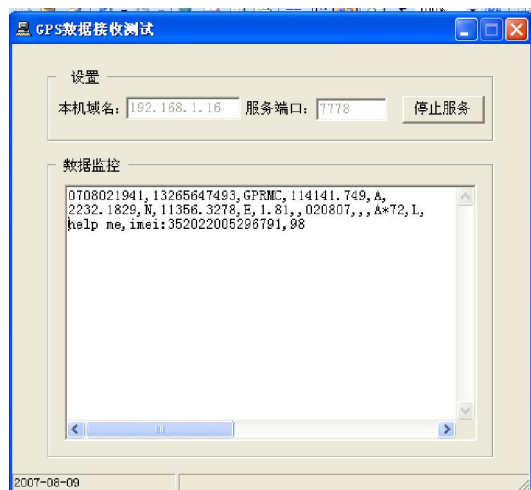 GPS数据接收测试
设置
本机域名: 192.168.1.16 服务端口: 7778 停止服务
数据监控
0708021941,13265647493,GPRMC,114141.749,A,
2232.1829,N,11356.3278,E,1.81,,020807,,,A*72,L,
help me,imei:352022005296791,98
2007-08-09